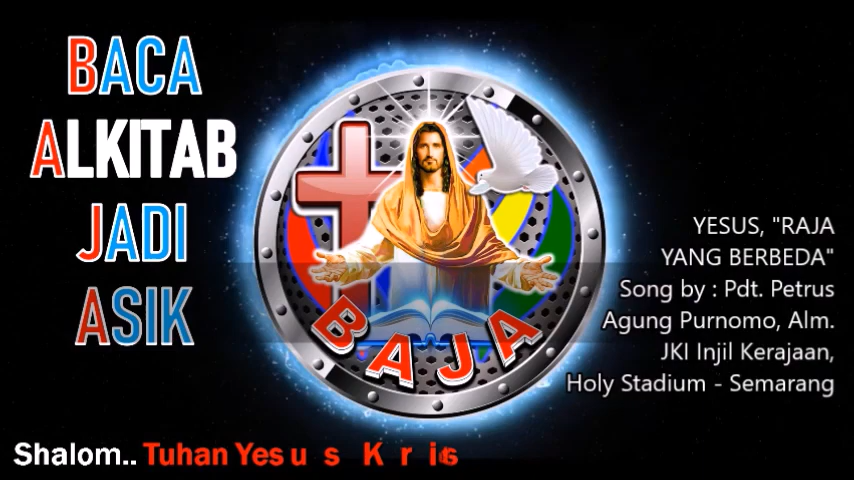 BACA
ALKITAB
JADI
ASIK
BAJA
YESUS, "RAJA
YANG BERBEDA"
Song by : Pdt. Petrus
Agung Purnomo, Alm.
JKI Injil Kerajaan,
Holy Stadium - Semarang
Shalom.. Tuhan Yesus Kris